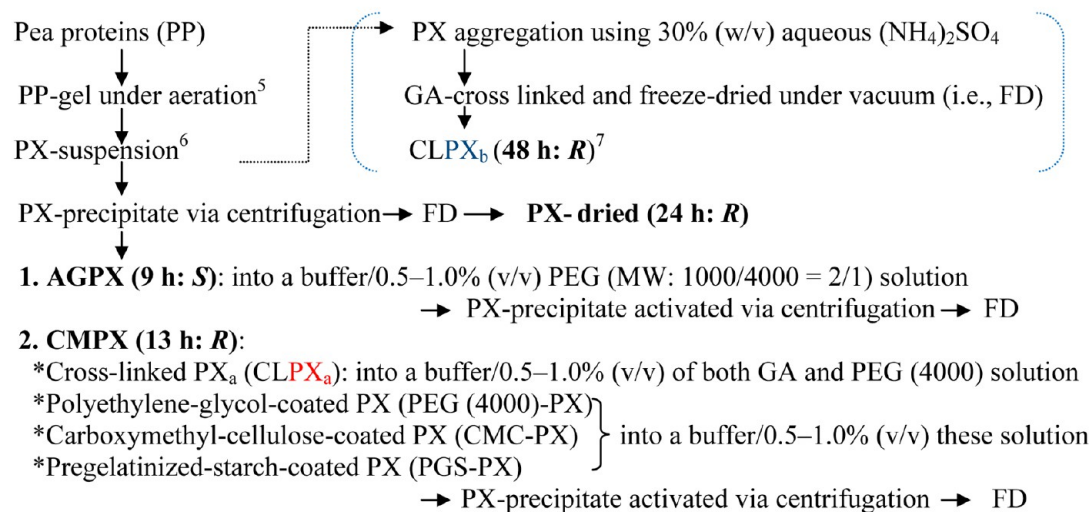 Pea proteins (PP)
PP-gel under aeration5
PX-suspension6
PX aggregation using 30% (w/v) aqueous (NH4)2SO4
GA-cross linked and freeze-dried under vacuum (i.e., FD)
CLPXb (48 h: R)7
PX-precipitate via centrifugation→ FD → PX- dried (24 h: R)
1. AGPX (9 h: S): into a buffer/0.5–1.0% (v/v) PEG (MW: 1000/4000 = 2/1) solution
→ PX-precipitate activated via centrifugation → FD
2. CMPX (13 h: R):
*Cross-linked PXa (CLPXa): into a buffer/0.5–1.0% (v/v) of both GA and PEG (4000) solution
*Polyethylene-glycol-coated PX (PEG (4000)-PX)
*Carboxymethyl-cellulose-coated PX (CMC-PX)
*Pregelatinized-starch-coated PX (PGS-PX)
into a buffer/0.5–1.0% (v/v) these solution
→ PX-precipitate activated via centrifugation → FD